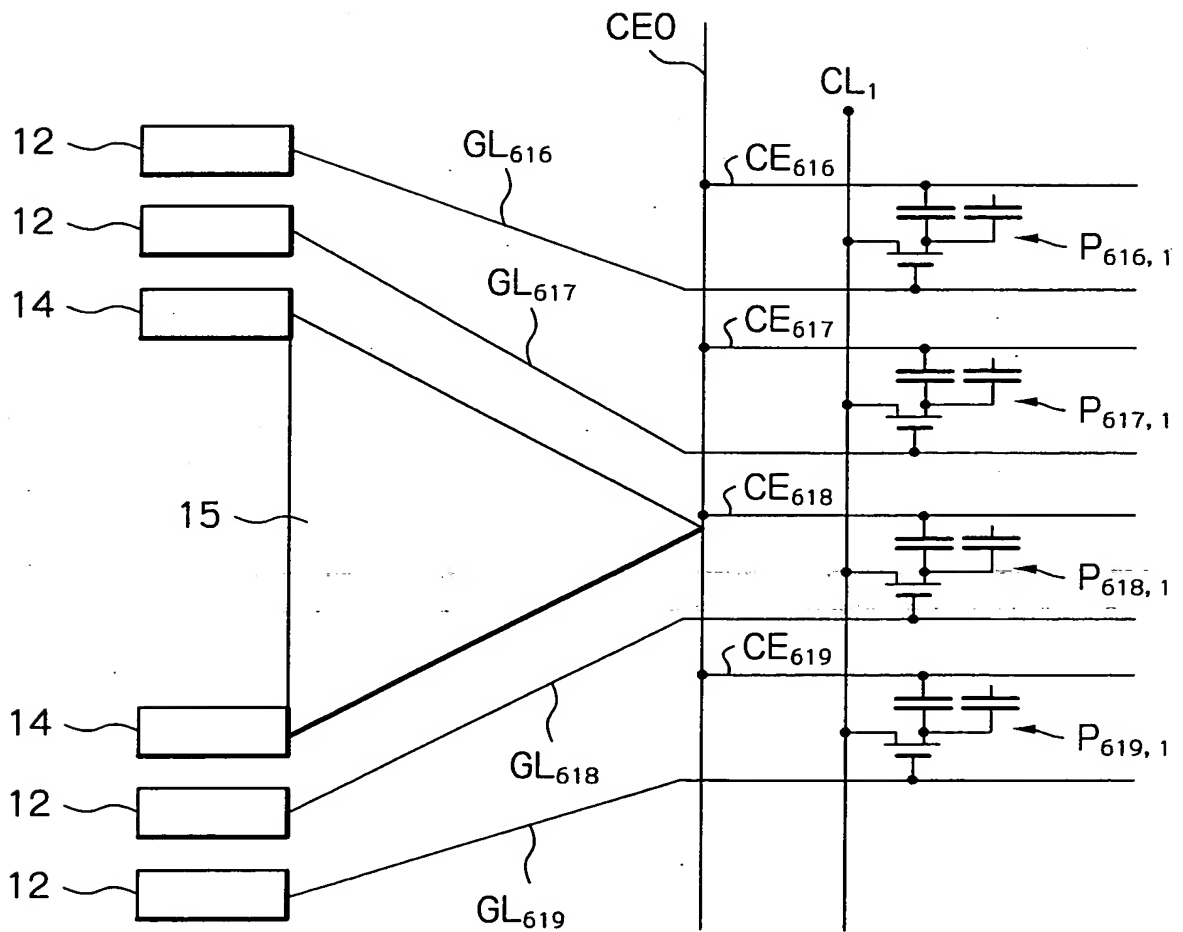 CEO
CL₁
12
GL₆₁₆
CE₆₁₆
12
P₆₁₆, ₁
GL₆₁₇
14
CE₆₁₇
P₆₁₇, ₁
15
CE₆₁₈
P₆₁₈, ₁
CE₆₁₉
14
GL₆₁₈
P₆₁₉, ₁
12
12
GL₆₁₉